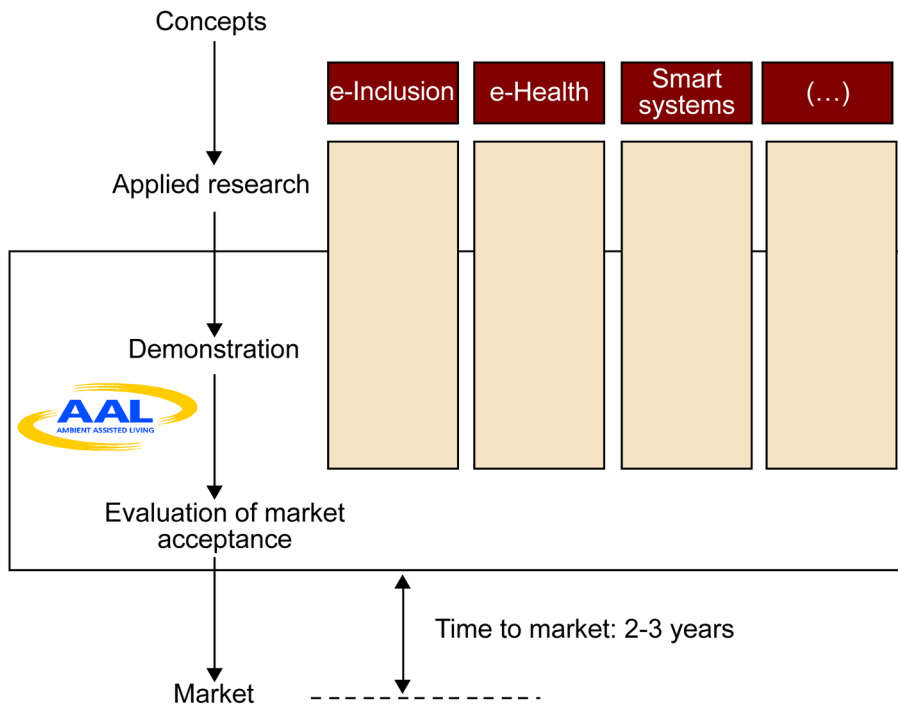 Concepts
e-Inclusion
e-Health
Smart
systems
(...)
Applied research
Demonstration
AAL
AMBIENT ASSISTED LIVING
Evaluation of market
acceptance
Time to market: 2-3 years
Market